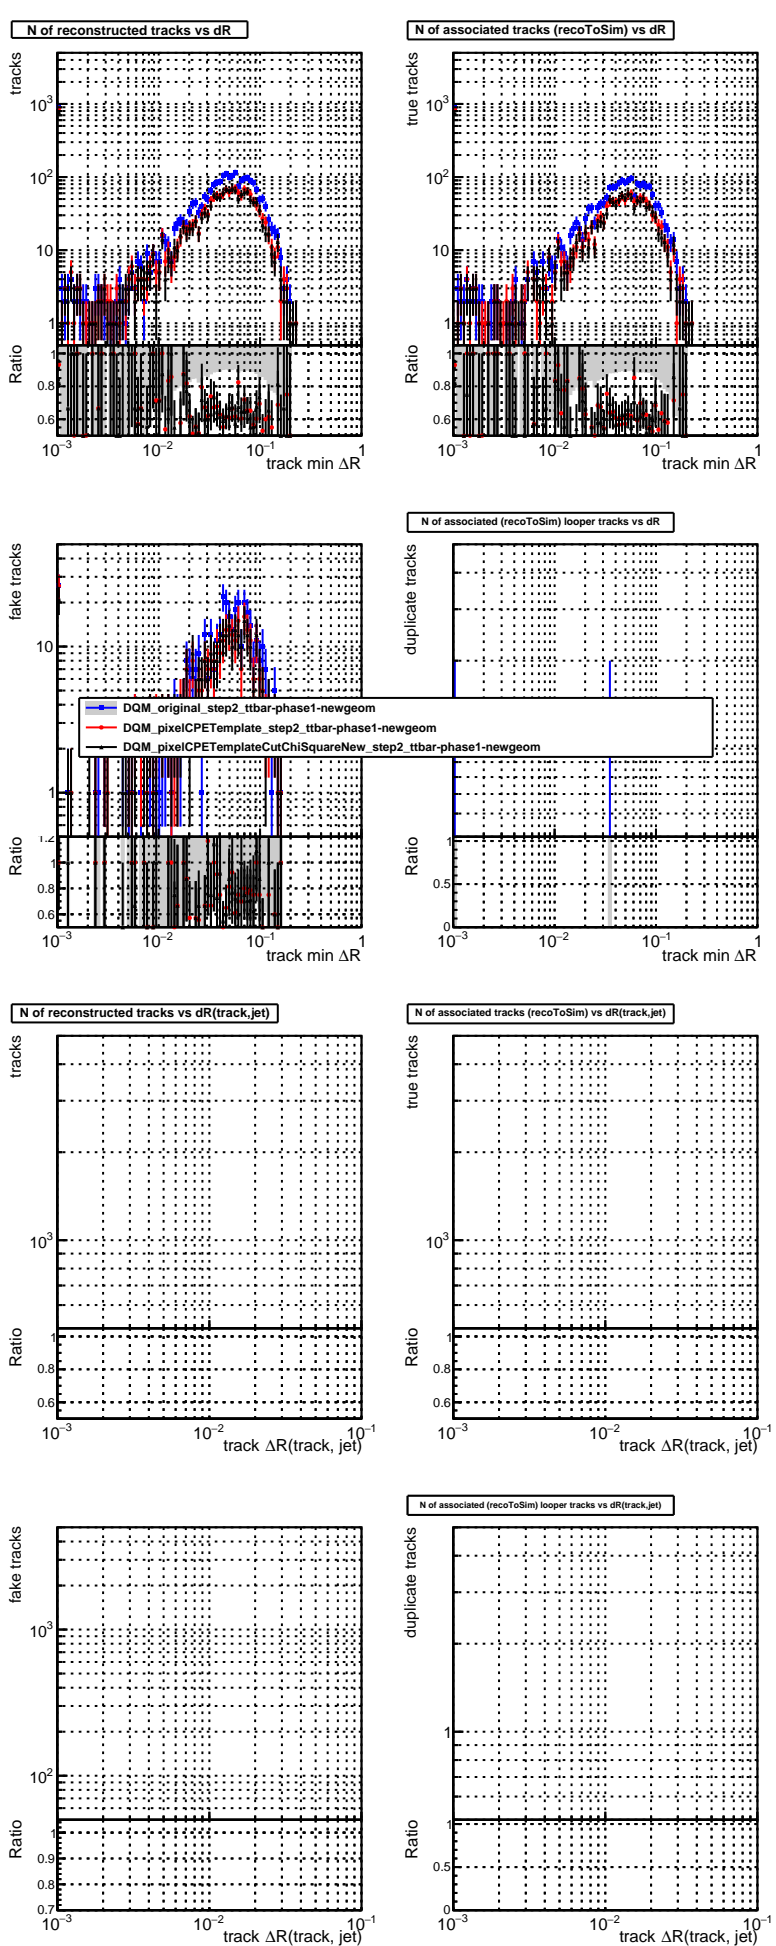 N of reconstructed tracks vs dR
tracks
10³
10²
10
1
Ratio
1
0.8
0.6
10⁻³
10⁻²
10⁻¹
1
track min ΔR
N of associated tracks (recoToSim) vs dR
true tracks
10³
10²
10
1
Ratio
1
0.8
0.6
10⁻³
10⁻²
10⁻¹
1
track min ΔR
fake tracks
10
1
Ratio
1.2
1
0.8
0.6
10⁻³
10⁻²
10⁻¹
1
track min ΔR
N of associated (recoToSim) looper tracks vs dR
duplicate tracks
Ratio
1
0.5
0
10⁻³
10⁻²
10⁻¹
1
track min ΔR
DQM_original_step2_ttbar-phase1-newgeom
DQM_pixelCPETemplate_step2_ttbar-phase1-newgeom
DQM_pixelCPETemplateCutChiSquareNew_step2_ttbar-phase1-newgeom
N of reconstructed tracks vs dR(track,jet)
tracks
10³
Ratio
1
0.8
0.6
10⁻³
10⁻²
10⁻¹
track ΔR(track, jet)
N of associated tracks (recoToSim) vs dR(track,jet)
true tracks
10³
Ratio
1
0.8
0.6
10⁻³
10⁻²
10⁻¹
track ΔR(track, jet)
fake tracks
10³
10²
Ratio
1
0.9
0.8
0.7
10⁻³
10⁻²
10⁻¹
track ΔR(track, jet)
N of associated (recoToSim) looper tracks vs dR(track,jet)
duplicate tracks
1
Ratio
1
0.5
0
10⁻³
10⁻²
10⁻¹
track ΔR(track, jet)